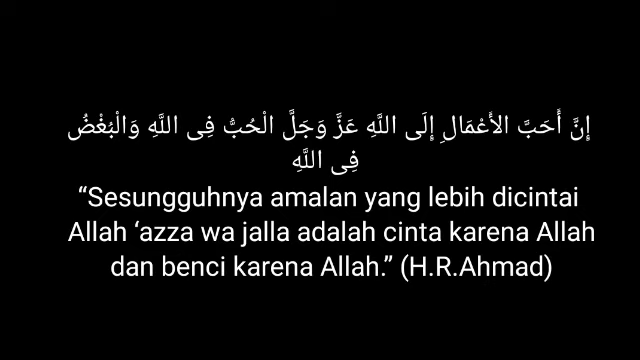 إِنَّ أَحَبَّ الأَعْمَالِ إِلَى اللَّهِ عَزَّ وَجَلَّ الْحُبُّ فِى اللَّهِ وَالْبُغْضُ
فِى اللَّهِ
“Sesungguhnya amalan yang lebih dicintai
Allah ‘azza wa jalla adalah cinta karena Allah
dan benci karena Allah.” (H.R.Ahmad)